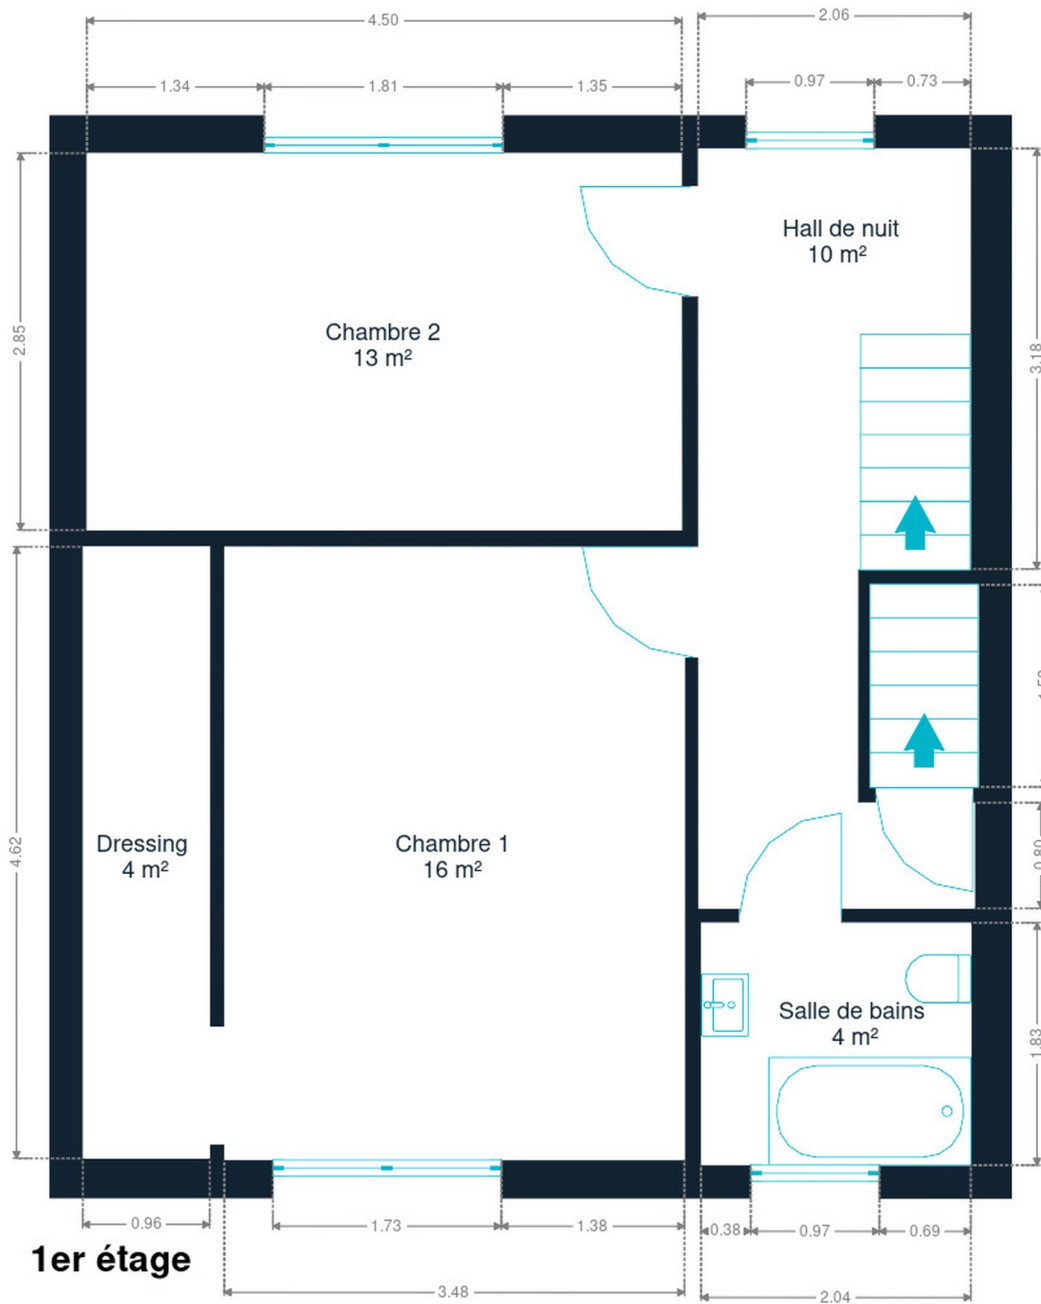 4.50
2.06
1.34
1.81
1.35
0.97
0.73
Hall de nuit
10 m²
Chambre 2
13 m²
2.85
3.18
4.62
Dressing
4 m²
Chambre 1
16 m²
0.80
Salle de bains
4 m²
1.83
0.96
1.73
1.38
0.38
0.97
0.69
1er étage
3.48
2.04